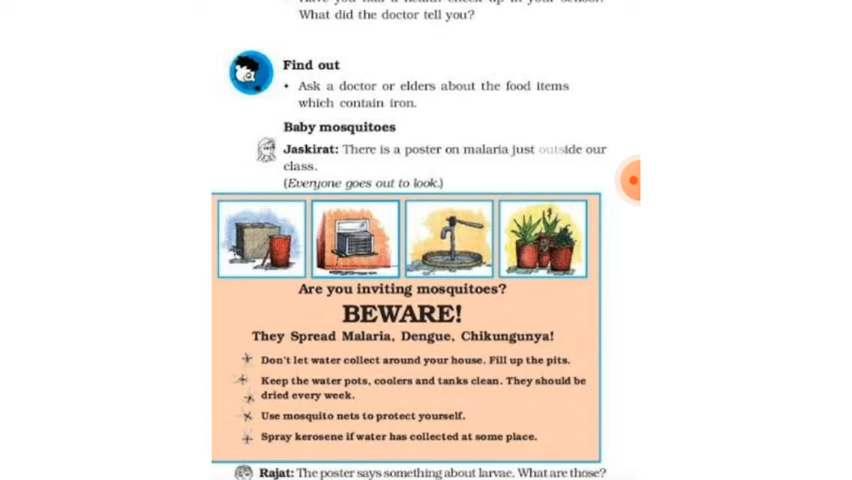 What did the doctor tell you?
Find out
• Ask a doctor or elders about the food items
which contain iron.
Baby mosquitoes
Jaskirat: There is a poster on malaria just outside our
class.
(Everyone goes out to look.)
Are you inviting mosquitoes?
BEWARE!
They Spread Malaria, Dengue, Chikungunya!
Don't let water collect around your house. Fill up the pits.
Keep the water pots, coolers and tanks clean. They should be
dried every week.
Use mosquito nets to protect yourself.
Spray kerosene if water has collected at some place.
Rajat: The poster says something about larvae. What are those?